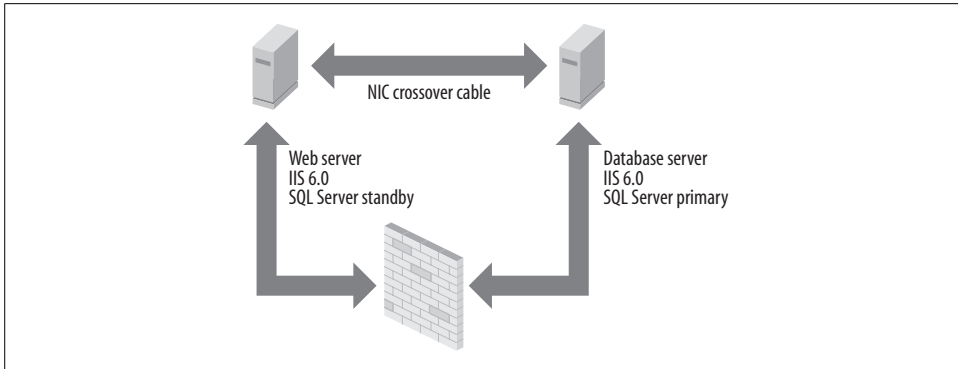 NIC crossover cable
Web server
IIS 6.0
SQL Server standby
Database server
IIS 6.0
SQL Server primary